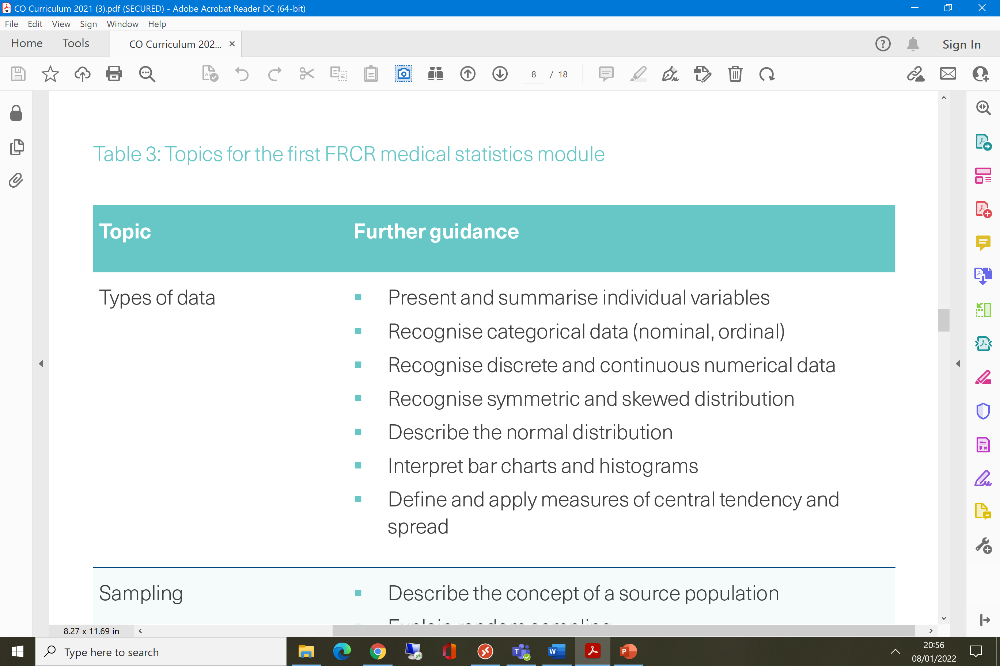 CO Curriculum 2021 (3).pdf (SECURED) - Adobe Acrobat Reader DC (64-bit)
File Edit View Sign Window Help
Home Tools CO Curriculum 202... Sign In
8 / 18
Table 3: Topics for the first FRCR medical statistics module
Topic Further guidance
Types of data
Present and summarise individual variables
Recognise categorical data (nominal, ordinal)
Recognise discrete and continuous numerical data
Recognise symmetric and skewed distribution
Describe the normal distribution
Interpret bar charts and histograms
Define and apply measures of central tendency and
spread
Sampling
Describe the concept of a source population
Explain random sampling
8.27 x 11.69 in
Type here to search
20:56
08/01/2022